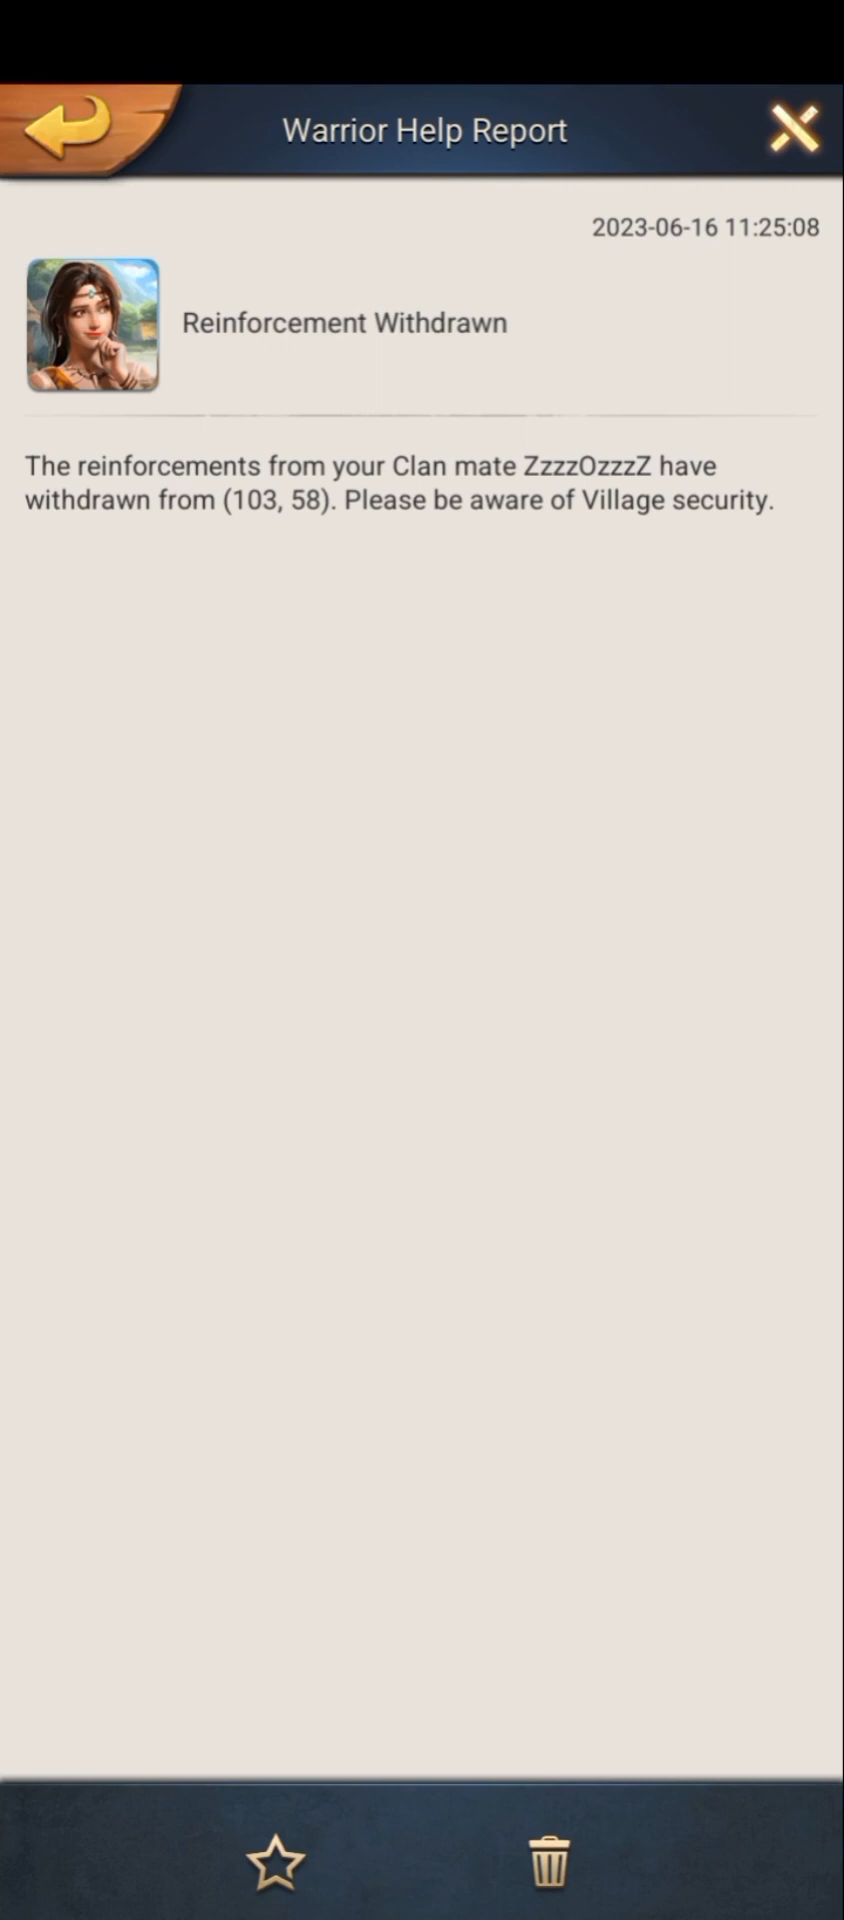 Warrior Help Report
2023-06-16 11:25:08
Reinforcement Withdrawn
The reinforcements from your Clan mate ZzzzOzzzZ have
withdrawn from (103, 58). Please be aware of Village security.